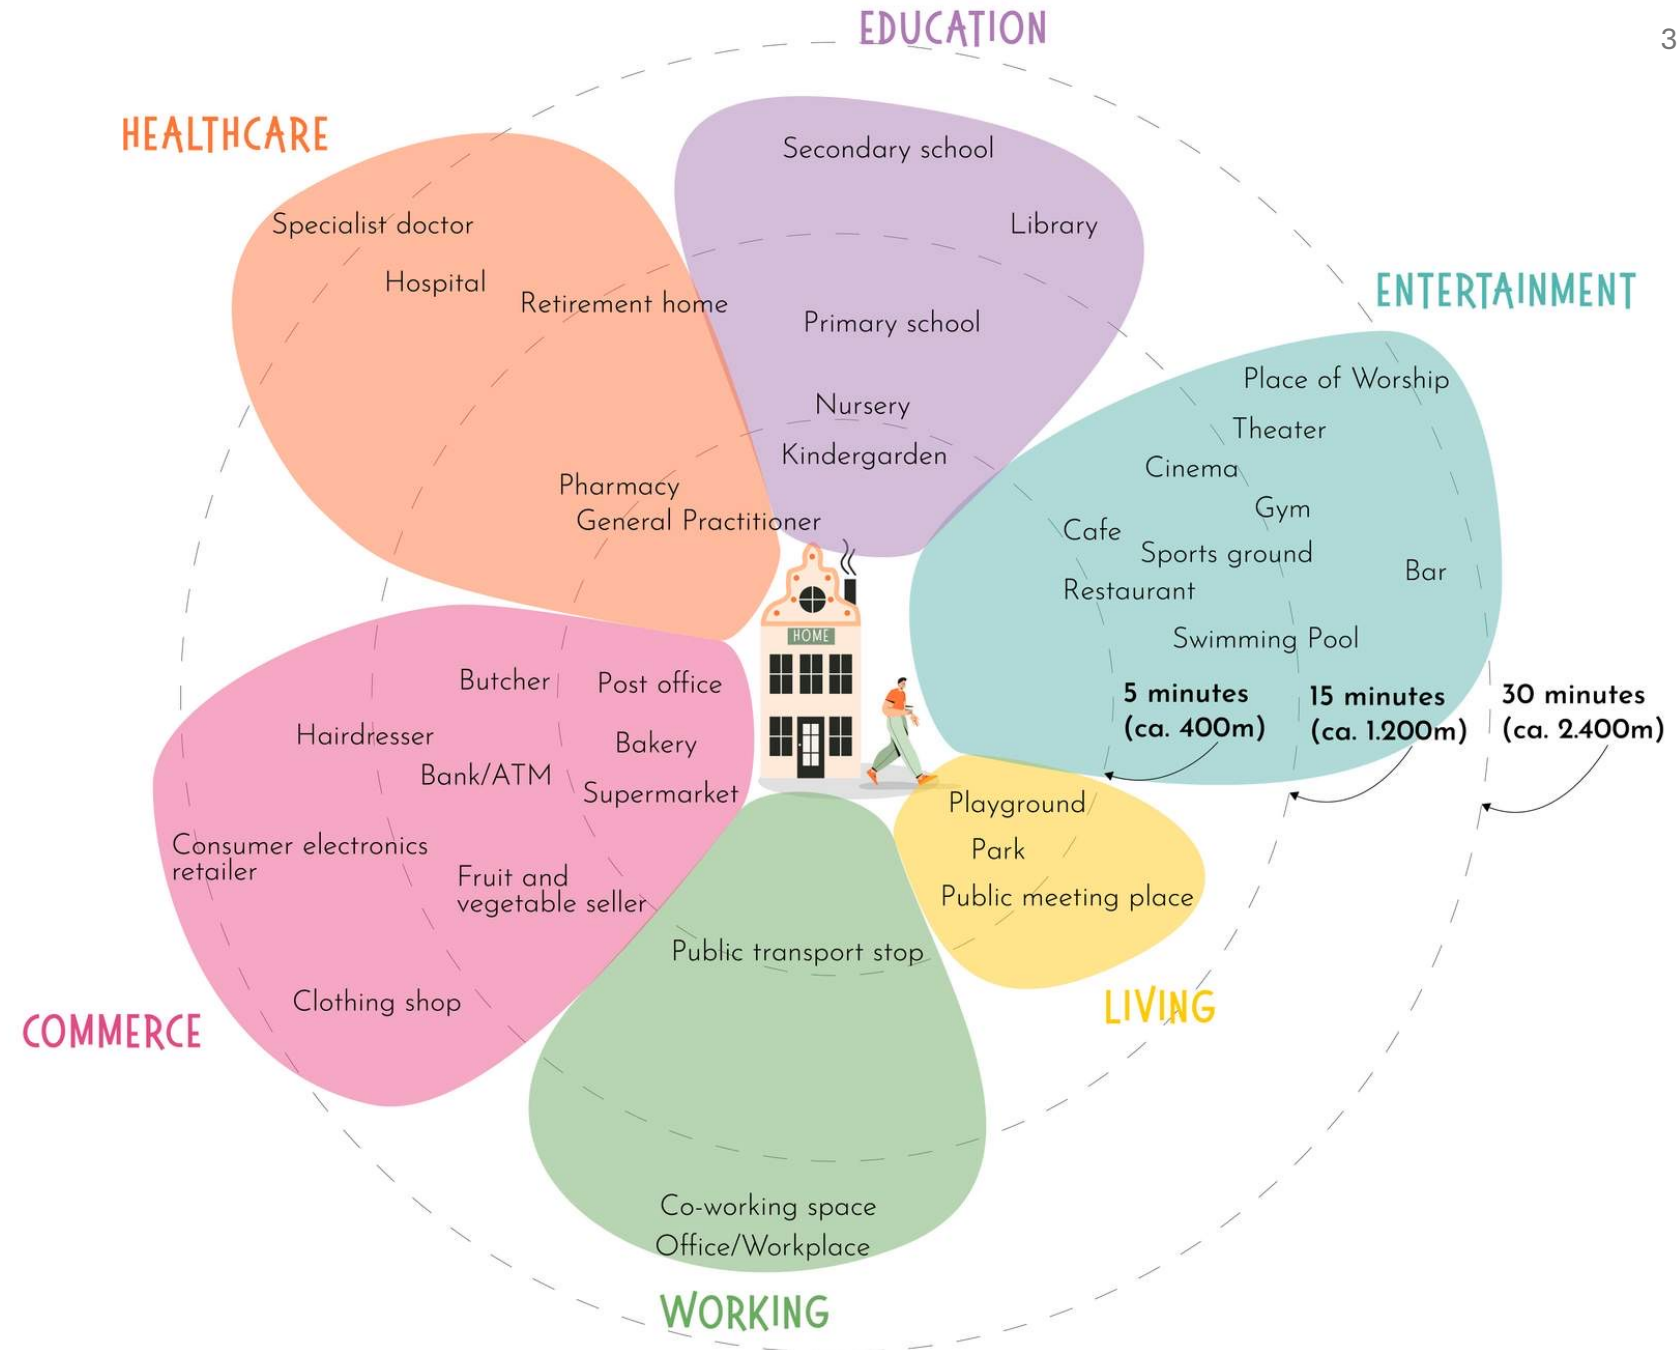 3
EDUCATION
Secondary school
Library
Primary school
Nursery
Kindergarden
HEALTHCARE
Specialist doctor
Hospital
Retirement home
Pharmacy
General Practitioner
ENTERTAINMENT
Place of Worship
Theater
Cinema
Gym
Cafe
Sports ground
Bar
Restaurant
Swimming Pool
5 minutes
(ca. 400m)
15 minutes
(ca. 1.200m)
30 minutes
(ca. 2.400m)
HOME
Butcher
Post office
Hairdresser
Bakery
Bank/ATM
Supermarket
Consumer electronics
retailer
Fruit and
vegetable seller
Clothing shop
COMMERCE
Playground
Park
Public meeting place
LIVING
Public transport stop
Co-working space
Office/Workplace
WORKING